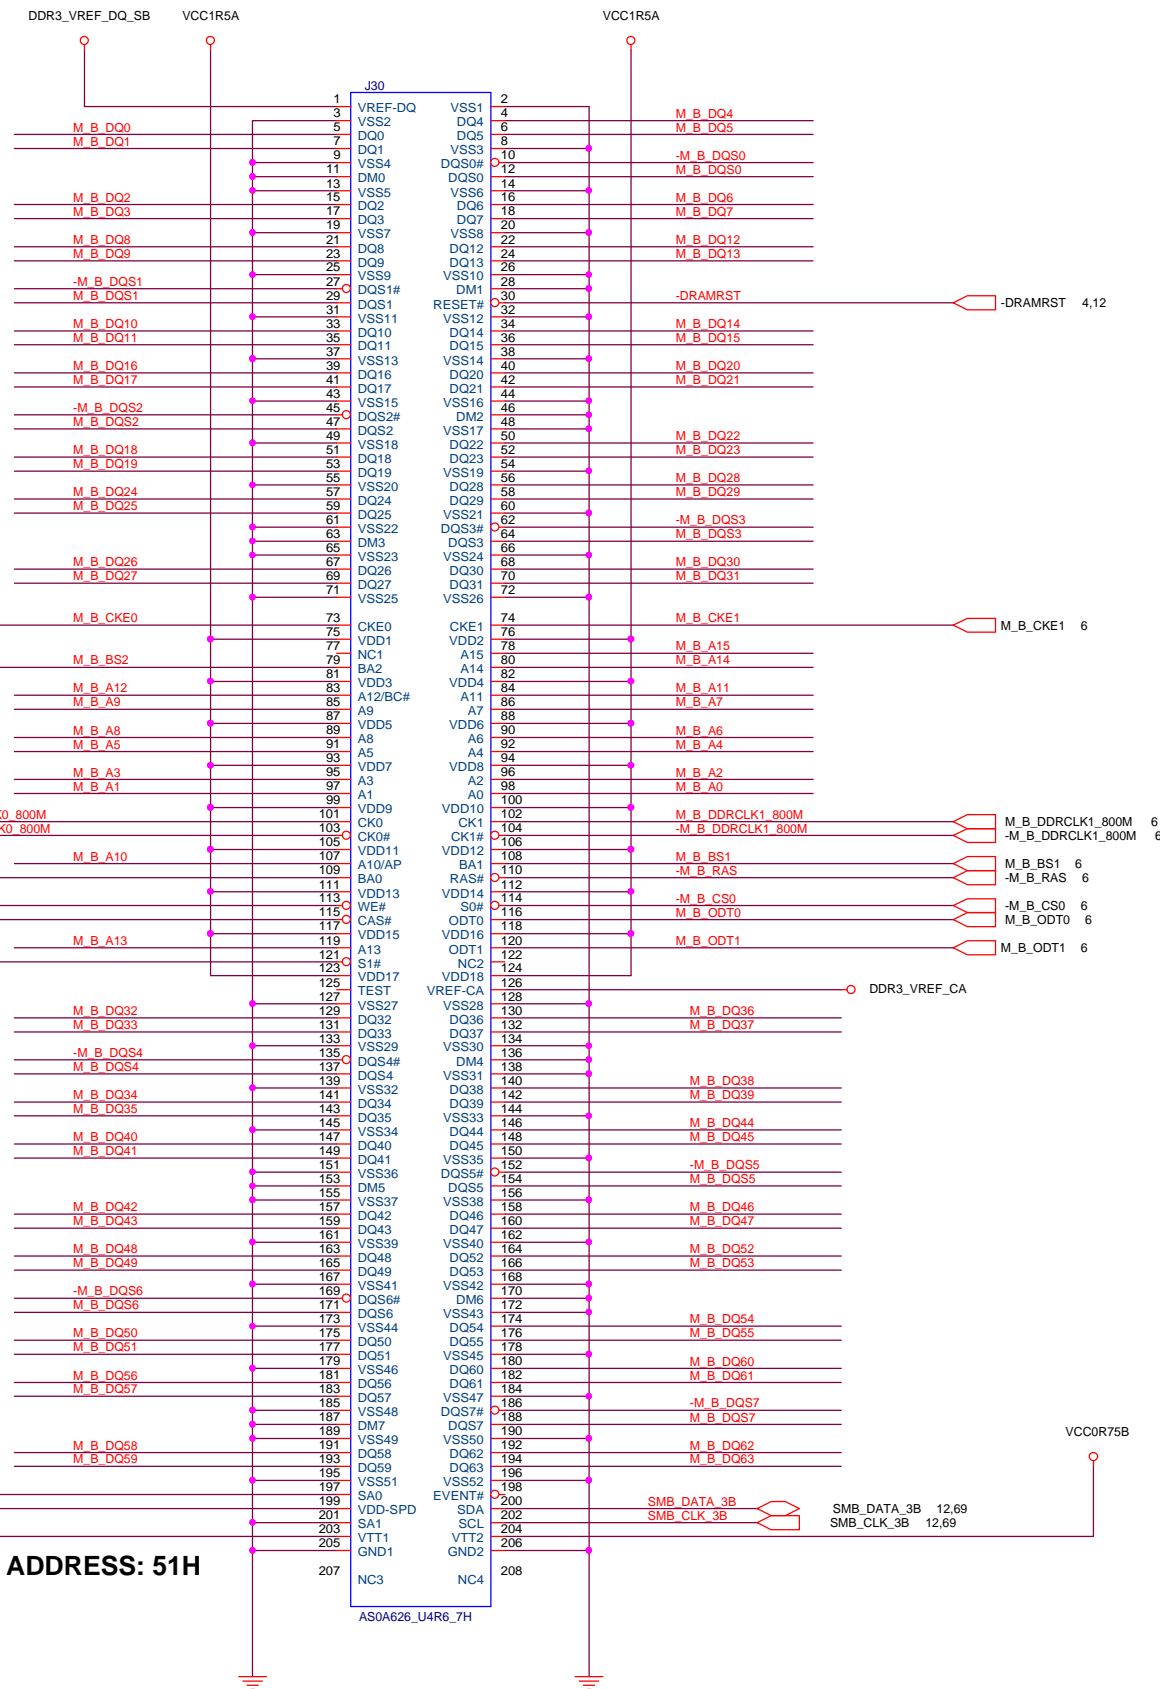 DDR3_VREF_DQ_SB VCC1R5A VCC1R5A
J30
1 VREF-DQ VSS1 2
3 VSS2 DQ4 4 M_B_DQ4
M_B_DQ0 5 DQ0 DQ5 6 M_B_DQ5
M_B_DQ1 7 DQ1 VSS3 8
9 VSS4 DQS0# 10 -M_B_DQS0
11 DM0 DQS0 12 M_B_DQS0
13 VSS5 VSS6 14
M_B_DQ2 15 DQ2 DQ6 16 M_B_DQ6
M_B_DQ3 17 DQ3 DQ7 18 M_B_DQ7
19 VSS7 VSS8 20
M_B_DQ8 21 DQ8 DQ12 22 M_B_DQ12
M_B_DQ9 23 DQ9 DQ13 24 M_B_DQ13
25 VSS9 VSS10 26
-M_B_DQS1 27 DQS1# DM1 28
M_B_DQS1 29 DQS1 RESET# 30 -DRAMRST -DRAMRST 4,12
31 VSS11 VSS12 32
M_B_DQ10 33 DQ10 DQ14 34 M_B_DQ14
M_B_DQ11 35 DQ11 DQ15 36 M_B_DQ15
37 VSS13 VSS14 38
M_B_DQ16 39 DQ16 DQ20 40 M_B_DQ20
M_B_DQ17 41 DQ17 DQ21 42 M_B_DQ21
43 VSS15 VSS16 44
-M_B_DQS2 45 DQS2# DM2 46
M_B_DQS2 47 DQS2 VSS17 48
49 VSS18 DQ22 50 M_B_DQ22
M_B_DQ18 51 DQ18 DQ23 52 M_B_DQ23
M_B_DQ19 53 DQ19 VSS19 54
55 VSS20 DQ28 56 M_B_DQ28
M_B_DQ24 57 DQ24 DQ29 58 M_B_DQ29
M_B_DQ25 59 DQ25 VSS21 60
61 VSS22 DQS3# 62 -M_B_DQS3
63 DM3 DQS3 64 M_B_DQS3
65 VSS23 VSS24 66
M_B_DQ26 67 DQ26 DQ30 68 M_B_DQ30
M_B_DQ27 69 DQ27 DQ31 70 M_B_DQ31
71 VSS25 VSS26 72
M_B_CKE0 73 CKE0 CKE1 74 M_B_CKE1 M_B_CKE1 6
75 VDD1 VDD2 76
77 NC1 A15 78 M_B_A15
M_B_BS2 79 BA2 A14 80 M_B_A14
81 VDD3 VDD4 82
M_B_A12 83 A12/BC# A11 84 M_B_A11
M_B_A9 85 A9 A7 86 M_B_A7
87 VDD5 VDD6 88
M_B_A8 89 A8 A6 90 M_B_A6
M_B_A5 91 A5 A4 92 M_B_A4
93 VDD7 VDD8 94
M_B_A3 95 A3 A2 96 M_B_A2
M_B_A1 97 A1 A0 98 M_B_A0
99 VDD9 VDD10 100
K0_800M 101 CK0 CK1 102 M_B_DDRCLK1_800M M_B_DDRCLK1_800M 6
K0_800M 103 CK0# CK1# 104 -M_B_DDRCLK1_800M -M_B_DDRCLK1_800M 6
105 VDD11 VDD12 106
M_B_A10 107 A10/AP BA1 108 M_B_BS1 M_B_BS1 6
109 BA0 RAS# 110 -M_B_RAS -M_B_RAS 6
111 VDD13 VDD14 112
113 WE# S0# 114 -M_B_CS0 -M_B_CS0 6
115 CAS# ODT0 116 M_B_ODT0 M_B_ODT0 6
117 VDD15 VDD16 118
M_B_A13 119 A13 ODT1 120 M_B_ODT1 M_B_ODT1 6
121 S1# NC2 122
123 VDD17 VDD18 124
125 TEST VREF-CA 126 DDR3_VREF_CA
127 VSS27 VSS28 128
M_B_DQ32 129 DQ32 DQ36 130 M_B_DQ36
M_B_DQ33 131 DQ33 DQ37 132 M_B_DQ37
133 VSS29 VSS30 134
-M_B_DQS4 135 DQS4# DM4 136
M_B_DQS4 137 DQS4 VSS31 138
139 VSS32 DQ38 140 M_B_DQ38
M_B_DQ34 141 DQ34 DQ39 142 M_B_DQ39
M_B_DQ35 143 DQ35 VSS33 144
145 VSS34 DQ44 146 M_B_DQ44
M_B_DQ40 147 DQ40 DQ45 148 M_B_DQ45
M_B_DQ41 149 DQ41 VSS35 150
151 VSS36 DQS5# 152 -M_B_DQS5
153 DM5 DQS5 154 M_B_DQS5
155 VSS37 VSS38 156
M_B_DQ42 157 DQ42 DQ46 158 M_B_DQ46
M_B_DQ43 159 DQ43 DQ47 160 M_B_DQ47
161 VSS39 VSS40 162
M_B_DQ48 163 DQ48 DQ52 164 M_B_DQ52
M_B_DQ49 165 DQ49 DQ53 166 M_B_DQ53
167 VSS41 VSS42 168
-M_B_DQS6 169 DQS6# DM6 170
M_B_DQS6 171 DQS6 VSS43 172
173 VSS44 DQ54 174 M_B_DQ54
M_B_DQ50 175 DQ50 DQ55 176 M_B_DQ55
M_B_DQ51 177 DQ51 VSS45 178
179 VSS46 DQ60 180 M_B_DQ60
M_B_DQ56 181 DQ56 DQ61 182 M_B_DQ61
M_B_DQ57 183 DQ57 VSS47 184
185 VSS48 DQS7# 186 -M_B_DQS7
187 DM7 DQS7 188 M_B_DQS7
189 VSS49 VSS50 190
M_B_DQ58 191 DQ58 DQ62 192 M_B_DQ62 VCC0R75B
M_B_DQ59 193 DQ59 DQ63 194 M_B_DQ63
195 VSS51 VSS52 196
197 SA0 EVENT# 198
199 VDD-SPD SDA 200 SMB_DATA_3B SMB_DATA_3B 12,69
201 SA1 SCL 202 SMB_CLK_3B SMB_CLK_3B 12,69
203 VTT1 VTT2 204
205 GND1 GND2 206
ADDRESS: 51H
207 NC3 NC4 208
AS0A626_U4R6_7H